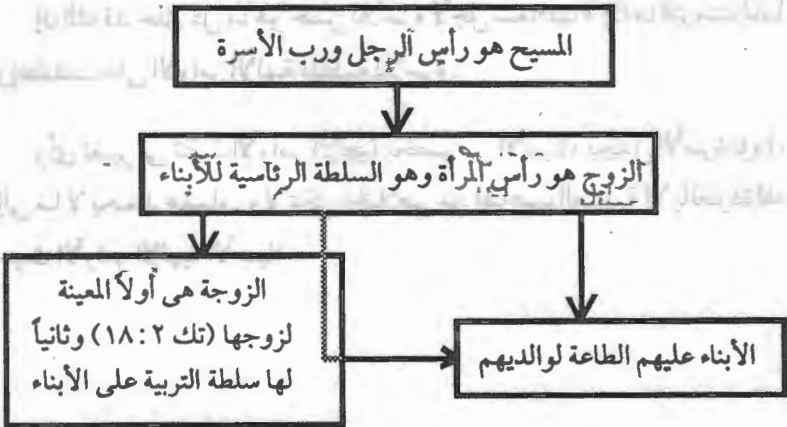 المسيح هو رأس الرجل ورب الأسرة
الزوج هو رأس المرأة وهو السلطة الرئاسية للأبناء
الزوجة هى أولاً المعينة
لزوجها (تك ٢ : ١٨) وثانياً
لها سلطة التربية على الأبناء
الأبناء عليهم الطاعة لوالديهم